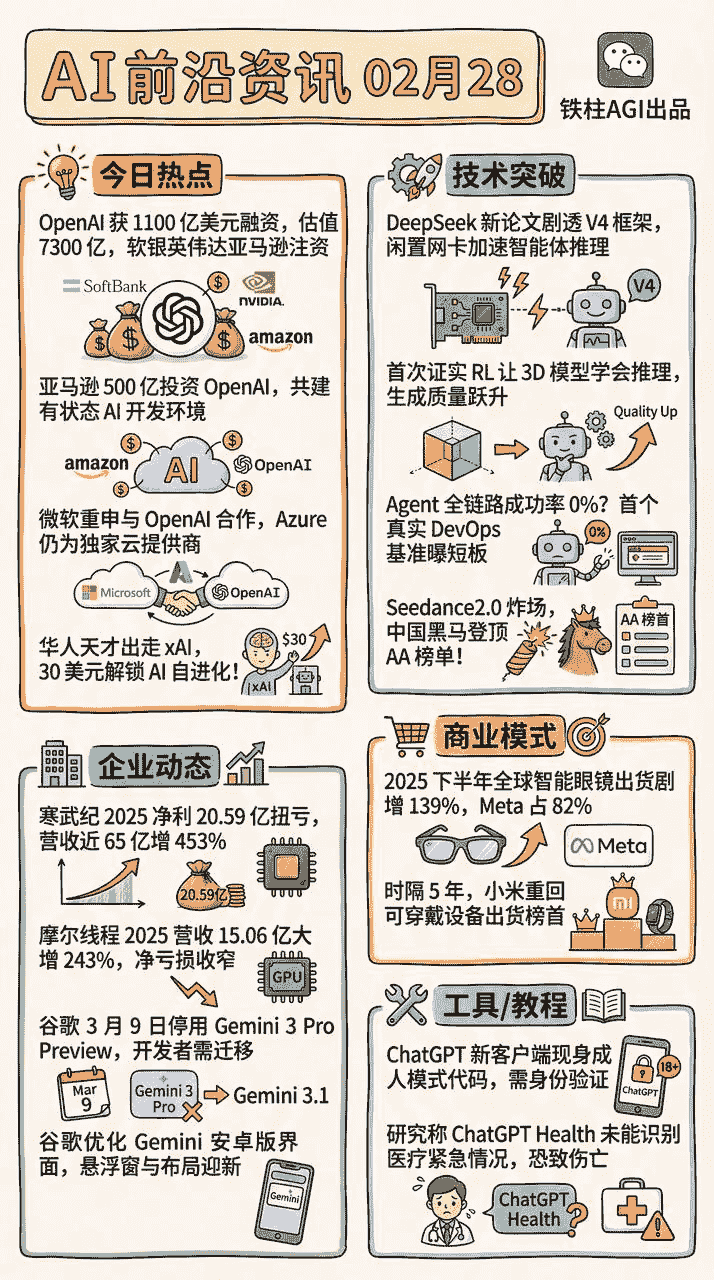 AI前沿资讯 02月28
铁柱AGI出品
今日热点
OpenAI 获 1100 亿美元融资，估值
7300 亿，软银英伟达亚马逊注资
SoftBank
NVIDIA.
$
$
$
$
amazon
亚马逊 500 亿投资 OpenAI，共建
有状态 AI 开发环境
$
$
amazon
AI
OpenAI
$
$
微软重申与 OpenAI 合作，Azure
仍为独家云提供商
Microsoft
OpenAI
华人天才出走 xAI，
30 美元解锁 AI 自进化！
$30
xAI
技术突破
DeepSeek 新论文剧透 V4 框架，
闲置网卡加速智能体推理
V4
首次证实 RL 让 3D 模型学会推理，
生成质量跃升
Quality Up
Agent 全链路成功率 0%？首个
真实 DevOps
基准曝短板
0%
Seedance2.0 炸场，
中国黑马登顶
AA 榜单！
AA 榜首
企业动态
寒武纪 2025 净利 20.59 亿扭亏，
营收近 65 亿增 453%
20.59亿
摩尔线程 2025 营收 15.06 亿大
增 243%，净亏损收窄
GPU
谷歌 3 月 9 日停用 Gemini 3 Pro
Preview，开发者需迁移
Mar
9
Gemini 3
Pro
Gemini 3.1
谷歌优化 Gemini 安卓版界
面，悬浮窗与布局迎新
Gemini
商业模式
2025 下半年全球智能眼镜出货剧
增 139%，Meta 占 82%
Meta
时隔 5 年，小米重回
可穿戴设备出货榜首
mi
工具/教程
ChatGPT 新客户端现身成
人模式代码，需身份验证
18+
ChatGPT
研究称 ChatGPT Health 未能识别
医疗紧急情况，恐致伤亡
ChatGPT
Health
?
!